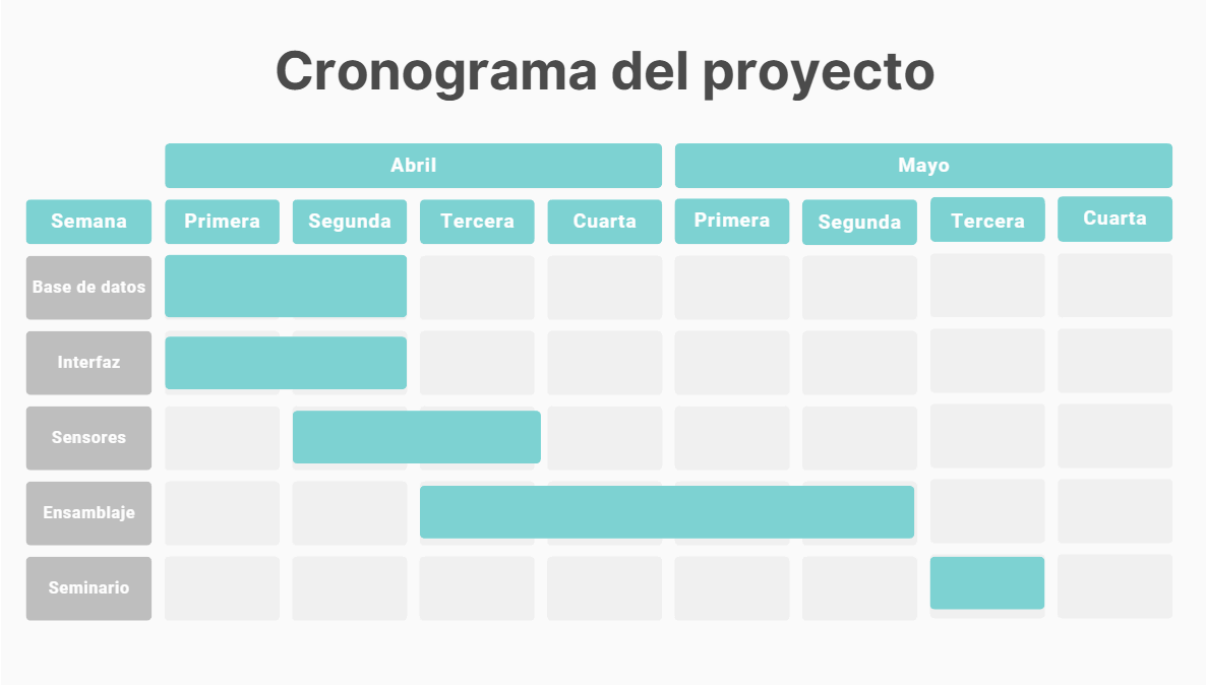 Cronograma del proyecto
Abril
Mayo
Semana
Primera
Segunda
Tercera
Cuarta
Primera
Segunda
Tercera
Cuarta
Base de datos
Interfaz
Sensores
Ensamblaje
Seminario